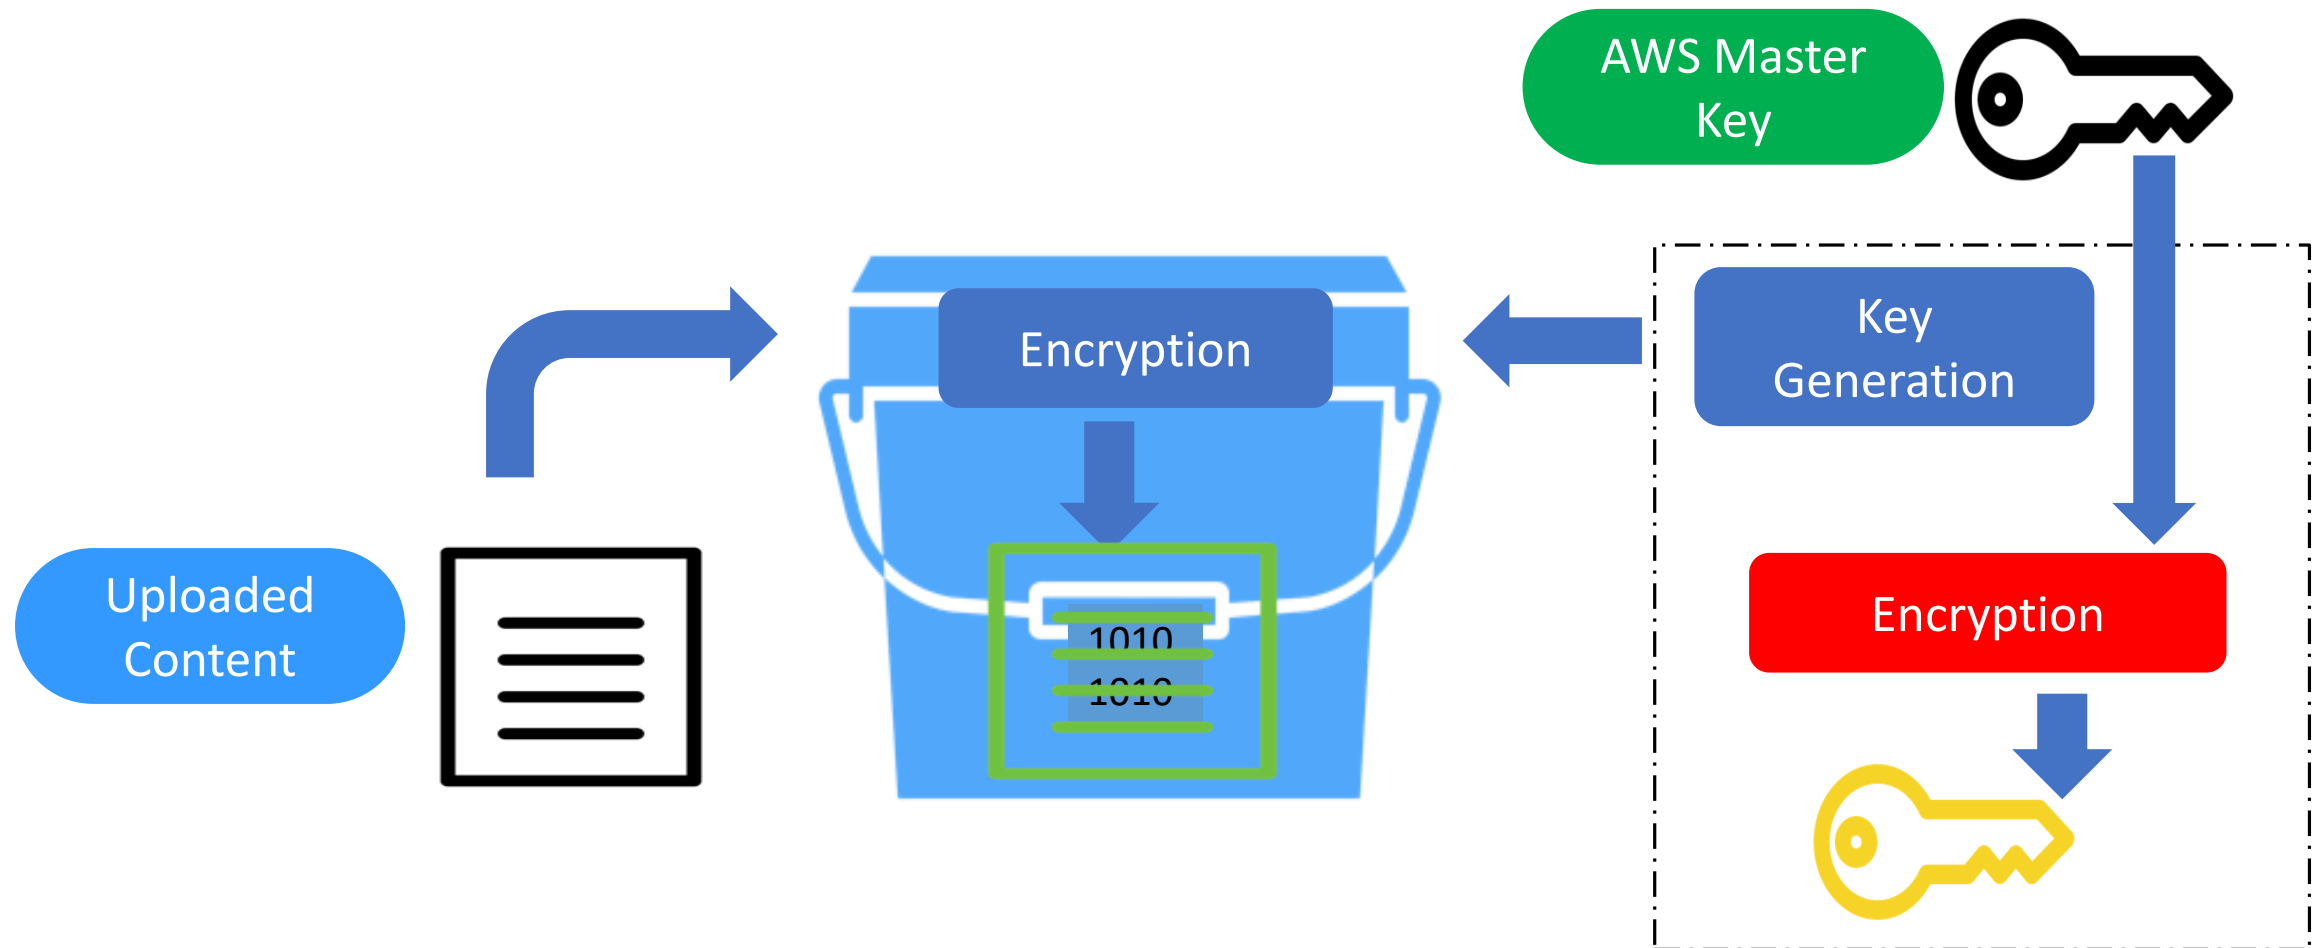 AWS Master
Key
Key
Generation
Encryption
Uploaded
Content
1010
1010
Encryption